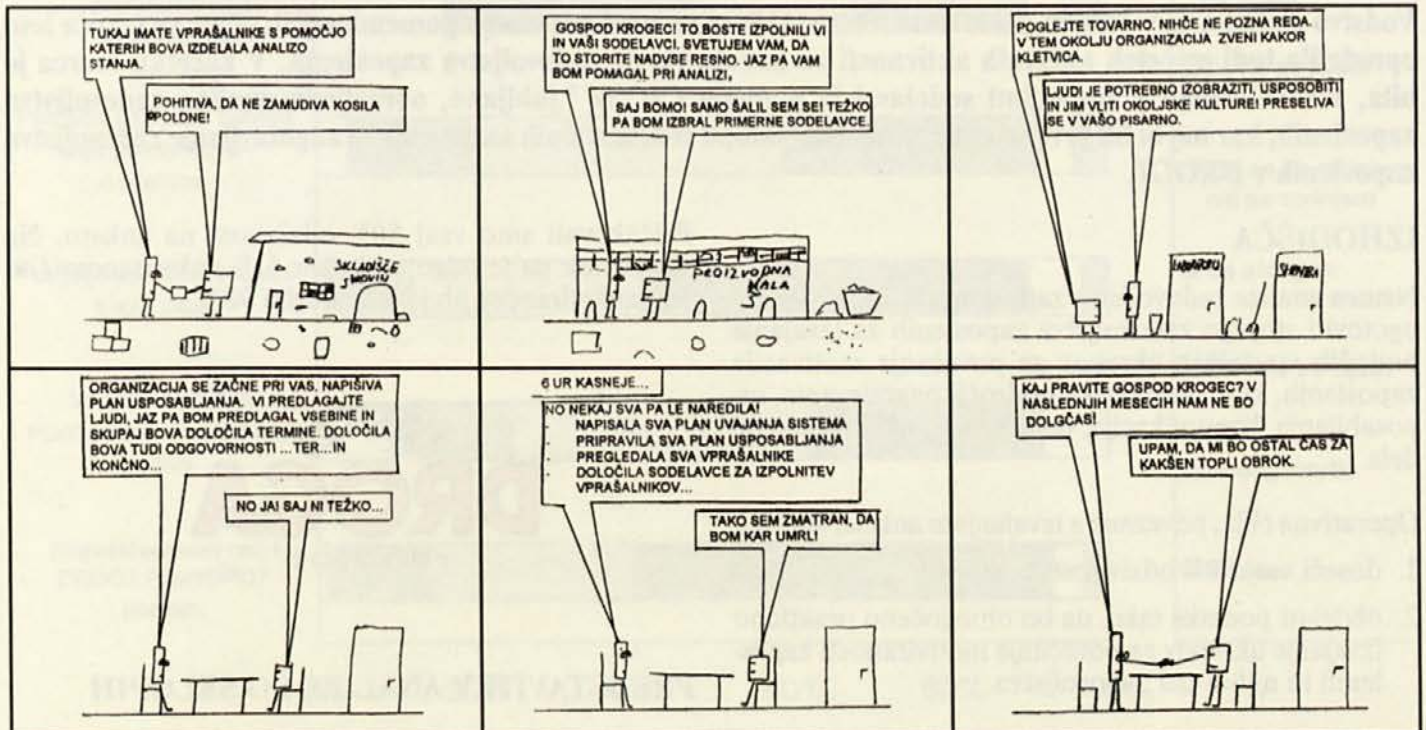 TUKAJ IMATE VPRAŠALNIKE S POMOČJO
KATERIH BOVA IZDELALA ANALIZO
STANJA.
POHITIVA, DA NE ZAMUDIVA KOSILA
OPOLDNE!
SKLADIŠČE
GOSPOD KROGEC! TO BOSTE IZPOLNILI VI
IN VAŠI SODELAVCI. SVETUJEM VAM, DA
TO STORITE NADVSE RESNO. JAZ PA VAM
BOM POMAGAL PRI ANALIZI,
SAJ BOMO! SAMO ŠALIL SEM SE! TEŽKO
PA BOM IZBRAL PRIMERNE SODELAVCE.
PROIZVODNA
HALA
POGLEJTE TOVARNO. NIHČE NE POZNA REDA
V TEM OKOLJU ORGANIZACIJA ZVENI KAKOR
KLETVICA.
LJUDI JE POTREBNO IZOBRAZITI, USPOSOBITI
IN JIM VLITI OKOLJSKE KULTURE! PRESELIVA
SE V VAŠO PISARNO.
ORGANIZACIJA SE ZAČNE PRI VAS. NAPIŠIVA
PLAN USPOSABLJANJA. VI PREDLAGAJTE
LJUDI, JAZ PA BOM PREDLAGAL VSEBINE IN
SKUPAJ BOVA DOLOČILA TERMINE. DOLOČILA
BOVA TUDI ODGOVORNOSTI ...TER...IN
KONČNO...
NO JA! SAJ NI TEŽKO...
6 UR KASNEJE...
NO NEKAJ SVA PA LE NAREDILA!
- NAPISALA SVA PLAN UVAJANJA SISTEMA
- PRIPRAVILA SVA PLAN USPOSABLJANJA
- PREGLEDALA SVA VPRAŠALNIKE
- DOLOČILA SODELAVCE ZA IZPOLNITEV
VPRAŠALNIKOV...
TAKO SEM ZMATRAN, DA
BOM KAR UMRL!
KAJ PRAVITE GOSPOD KROGEC? V
NASLEDNJIH MESECIH NAM NE BO
DOLGČAS!
UPAM, DA MI BO OSTAL ČAS ZA
KAKŠEN TOPLI OBROK.